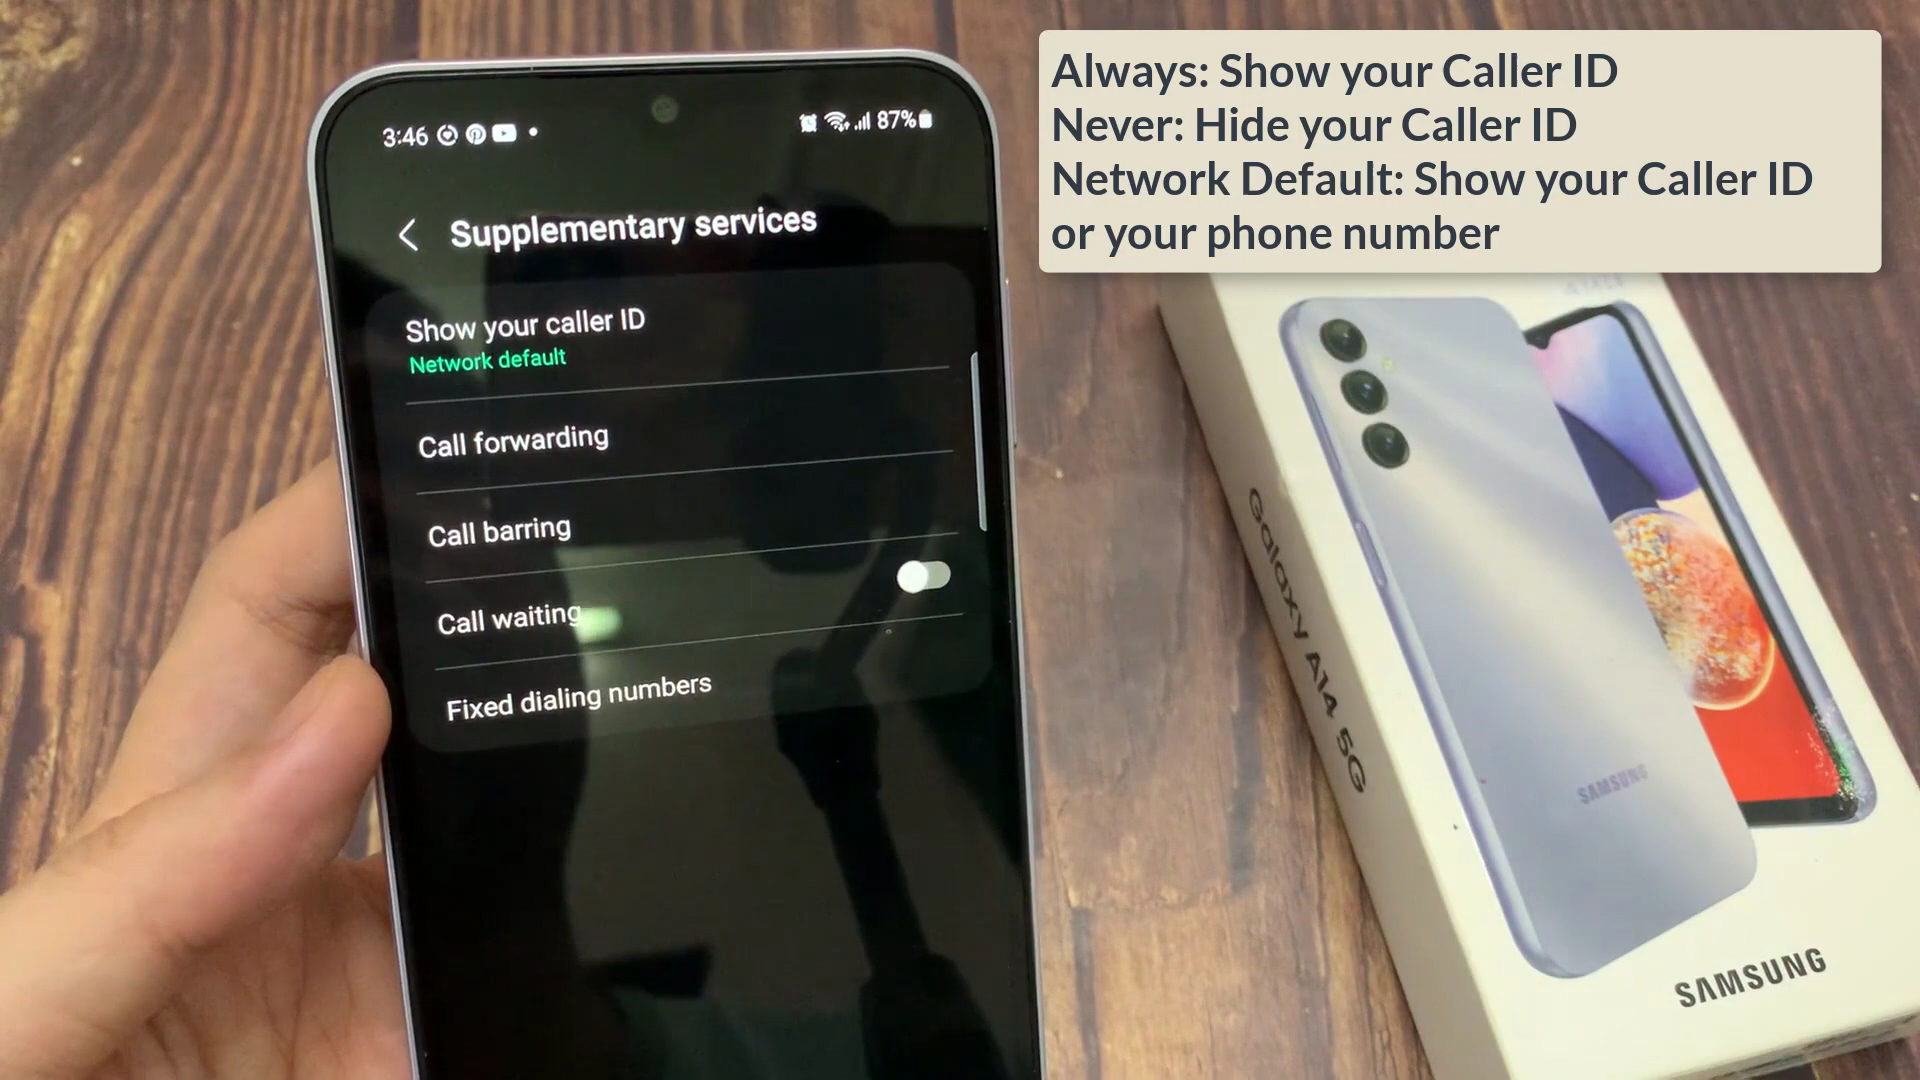 Always: Show your Caller ID
Never: Hide your Caller ID
Network Default: Show your Caller ID
or your phone number
3:46
87%
Supplementary services
Show your caller ID
Network default
Call forwarding
Call barring
Call waiting
Fixed dialing numbers
Galaxy A14 5G
SAMSUNG
SAMSUNG